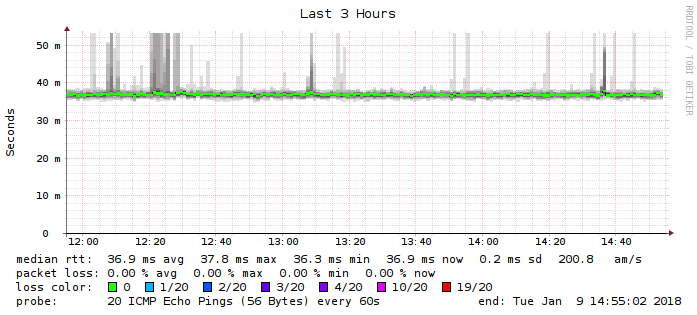 Last 3 Hours
RRDTOOL / TOBI OETIKER
Seconds
50 m
40 m
30 m
20 m
10 m
0
12:00 12:20 12:40 13:00 13:20 13:40 14:00 14:20 14:40
median rtt: 36.9 ms avg 37.8 ms max 36.3 ms min 36.9 ms now 0.2 ms sd 200.8 am/s
packet loss: 0.00 % avg 0.00 % max 0.00 % min 0.00 % now
loss color: 0 1/20 2/20 3/20 4/20 10/20 19/20
probe: 20 ICMP Echo Pings (56 Bytes) every 60s end: Tue Jan 9 14:55:02 2018